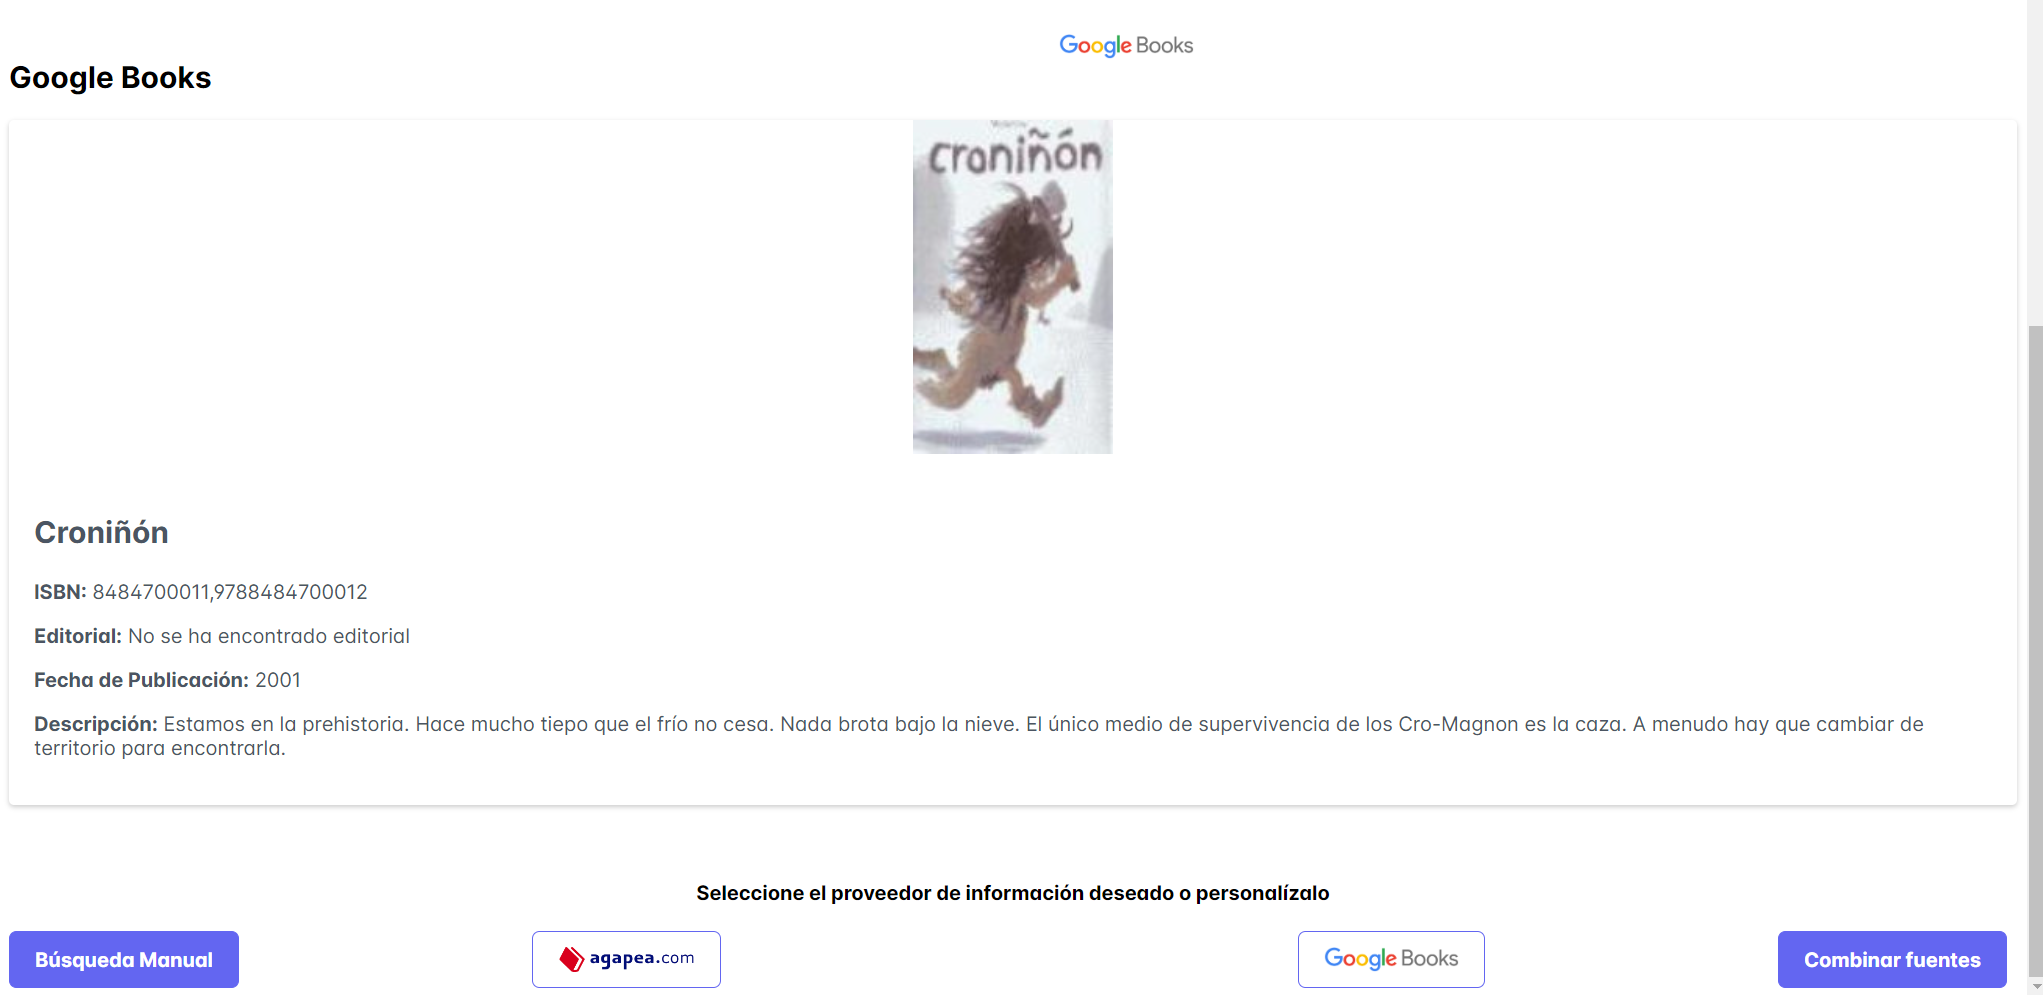 Google Books
Google Books
croniñón
Croniñón
ISBN: 8484700011,9788484700012
Editorial: No se ha encontrado editorial
Fecha de Publicación: 2001
Descripción: Estamos en la prehistoria. Hace mucho tiepo que el frío no cesa. Nada brota bajo la nieve. El único medio de supervivencia de los Cro-Magnon es la caza. A menudo hay que cambiar de
territorio para encontrarla.
Seleccione el proveedor de información deseado o personalízalo
Búsqueda Manual
agapea.com
Google Books
Combinar fuentes